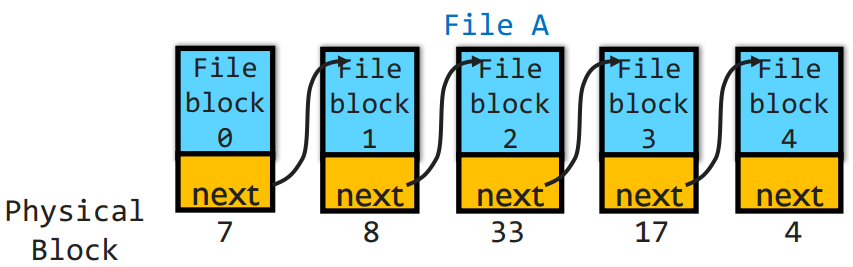 File A
File
block
0
next
7
File
block
1
next
8
File
block
2
next
33
File
block
3
next
17
File
block
4
next
4
Physical
Block